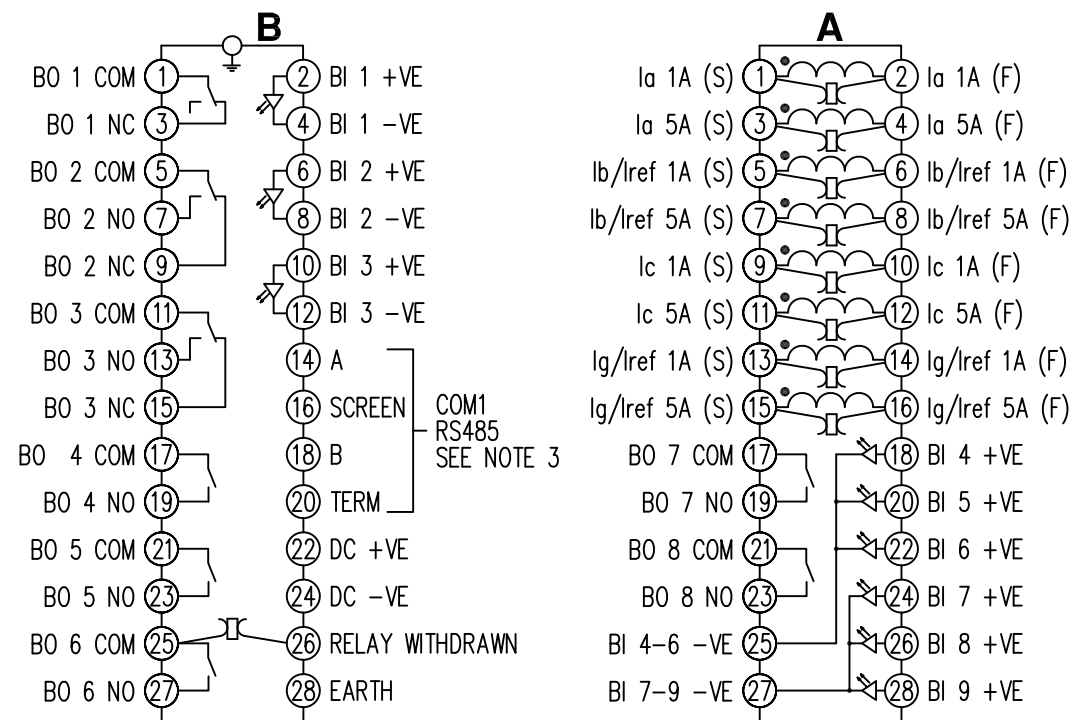 B
BO 1 COM 1 2 BI 1 +VE
BO 1 NC 3 4 BI 1 -VE
BO 2 COM 5 6 BI 2 +VE
BO 2 NO 7 8 BI 2 -VE
BO 2 NC 9 10 BI 3 +VE
BO 3 COM 11 12 BI 3 -VE
BO 3 NO 13 14 A
BO 3 NC 15 16 SCREEN
BO 4 COM 17 18 B
BO 4 NO 19 20 TERM
COM1
RS485
SEE NOTE 3
BO 5 COM 21 22 DC +VE
BO 5 NO 23 24 DC -VE
BO 6 COM 25 26 RELAY WITHDRAWN
BO 6 NO 27 28 EARTH
A
Ia 1A (S) 1 2 Ia 1A (F)
Ia 5A (S) 3 4 Ia 5A (F)
Ib/Iref 1A (S) 5 6 Ib/Iref 1A (F)
Ib/Iref 5A (S) 7 8 Ib/Iref 5A (F)
Ic 1A (S) 9 10 Ic 1A (F)
Ic 5A (S) 11 12 Ic 5A (F)
Ig/Iref 1A (S) 13 14 Ig/Iref 1A (F)
Ig/Iref 5A (S) 15 16 Ig/Iref 5A (F)
BO 7 COM 17 18 BI 4 +VE
BO 7 NO 19 20 BI 5 +VE
BO 8 COM 21 22 BI 6 +VE
BO 8 NO 23 24 BI 7 +VE
BI 4-6 -VE 25 26 BI 8 +VE
BI 7-9 -VE 27 28 BI 9 +VE